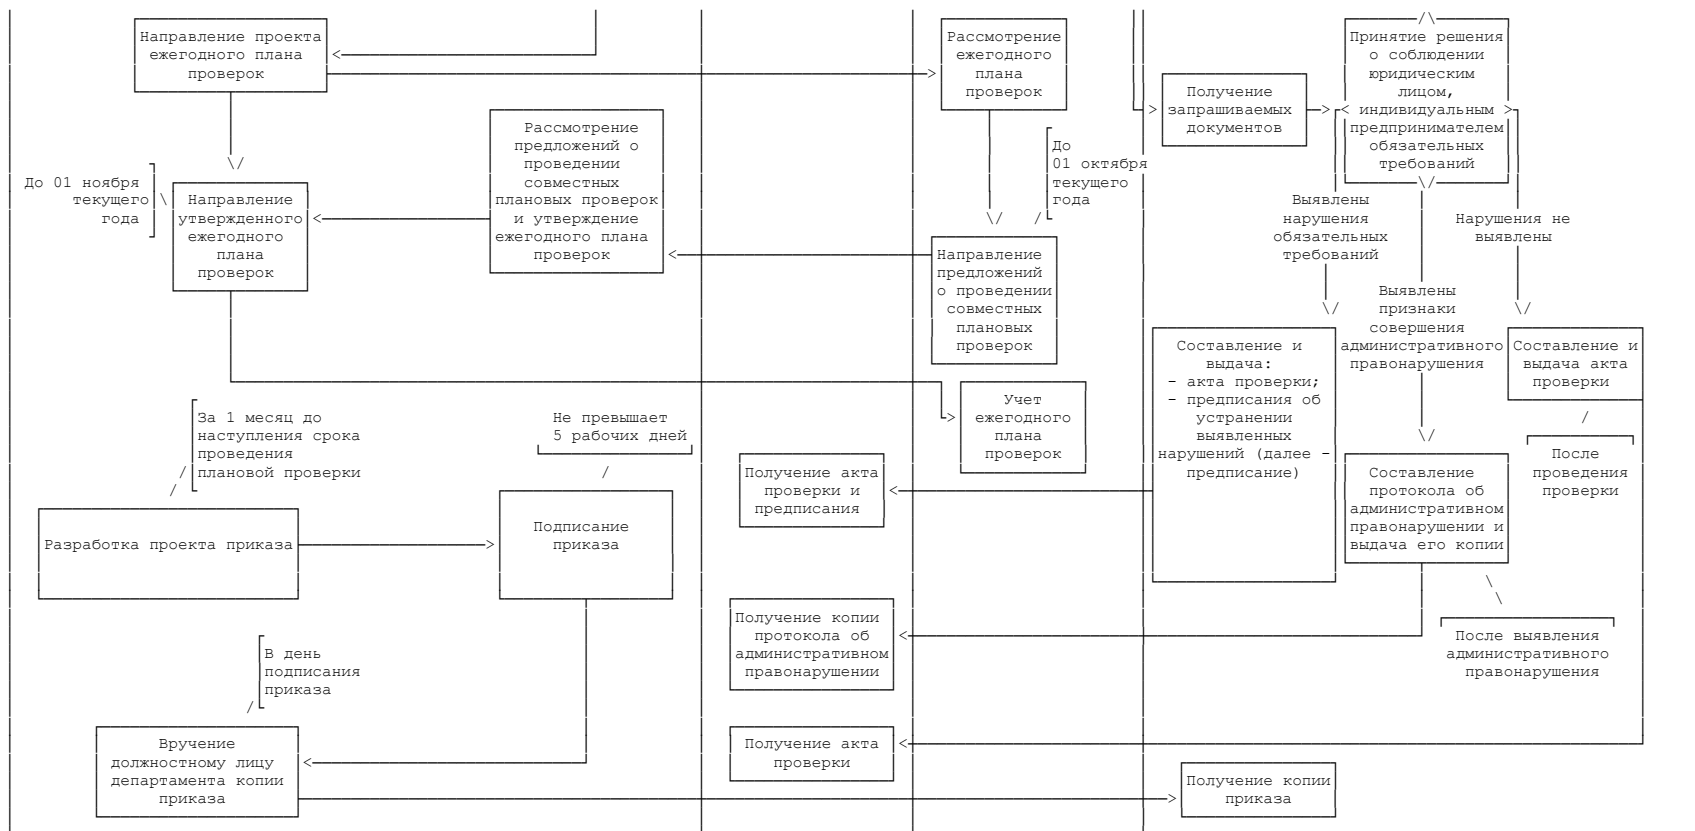 Направление проекта
ежегодного плана
проверок
Рассмотрение
ежегодного
плана
проверок
Принятие решения
о соблюдении
юридическим
лицом,
индивидуальным
предпринимателем
обязательных
требований
Получение
запрашиваемых
документов
Рассмотрение
предложений о
проведении
совместных
плановых проверок
и утверждение
ежегодного плана
проверок
До
01 октября
текущего
года
До 01 ноября
текущего
года
Направление
утвержденного
ежегодного
плана
проверок
Выявлены
нарушения
обязательных
требований
Нарушения не
выявлены
Направление
предложений
о проведении
совместных
плановых
проверок
Выявлены
признаки
совершения
административного
правонарушения
Составление и
выдача:
- акта проверки;
- предписания об
устранении
выявленных
нарушений (далее -
предписание)
Составление и
выдача акта
проверки
Учет
ежегодного
плана
проверок
За 1 месяц до
наступления срока
проведения
плановой проверки
Не превышает
5 рабочих дней
После
проведения
проверки
Получение акта
проверки и
предписания
Составление
протокола об
административном
правонарушении и
выдача его копии
Разработка проекта приказа
Подписание
приказа
Получение копии
протокола об
административном
правонарушении
После выявления
административного
правонарушения
В день
подписания
приказа
Вручение
должностному лицу
департамента копии
приказа
Получение акта
проверки
Получение копии
приказа